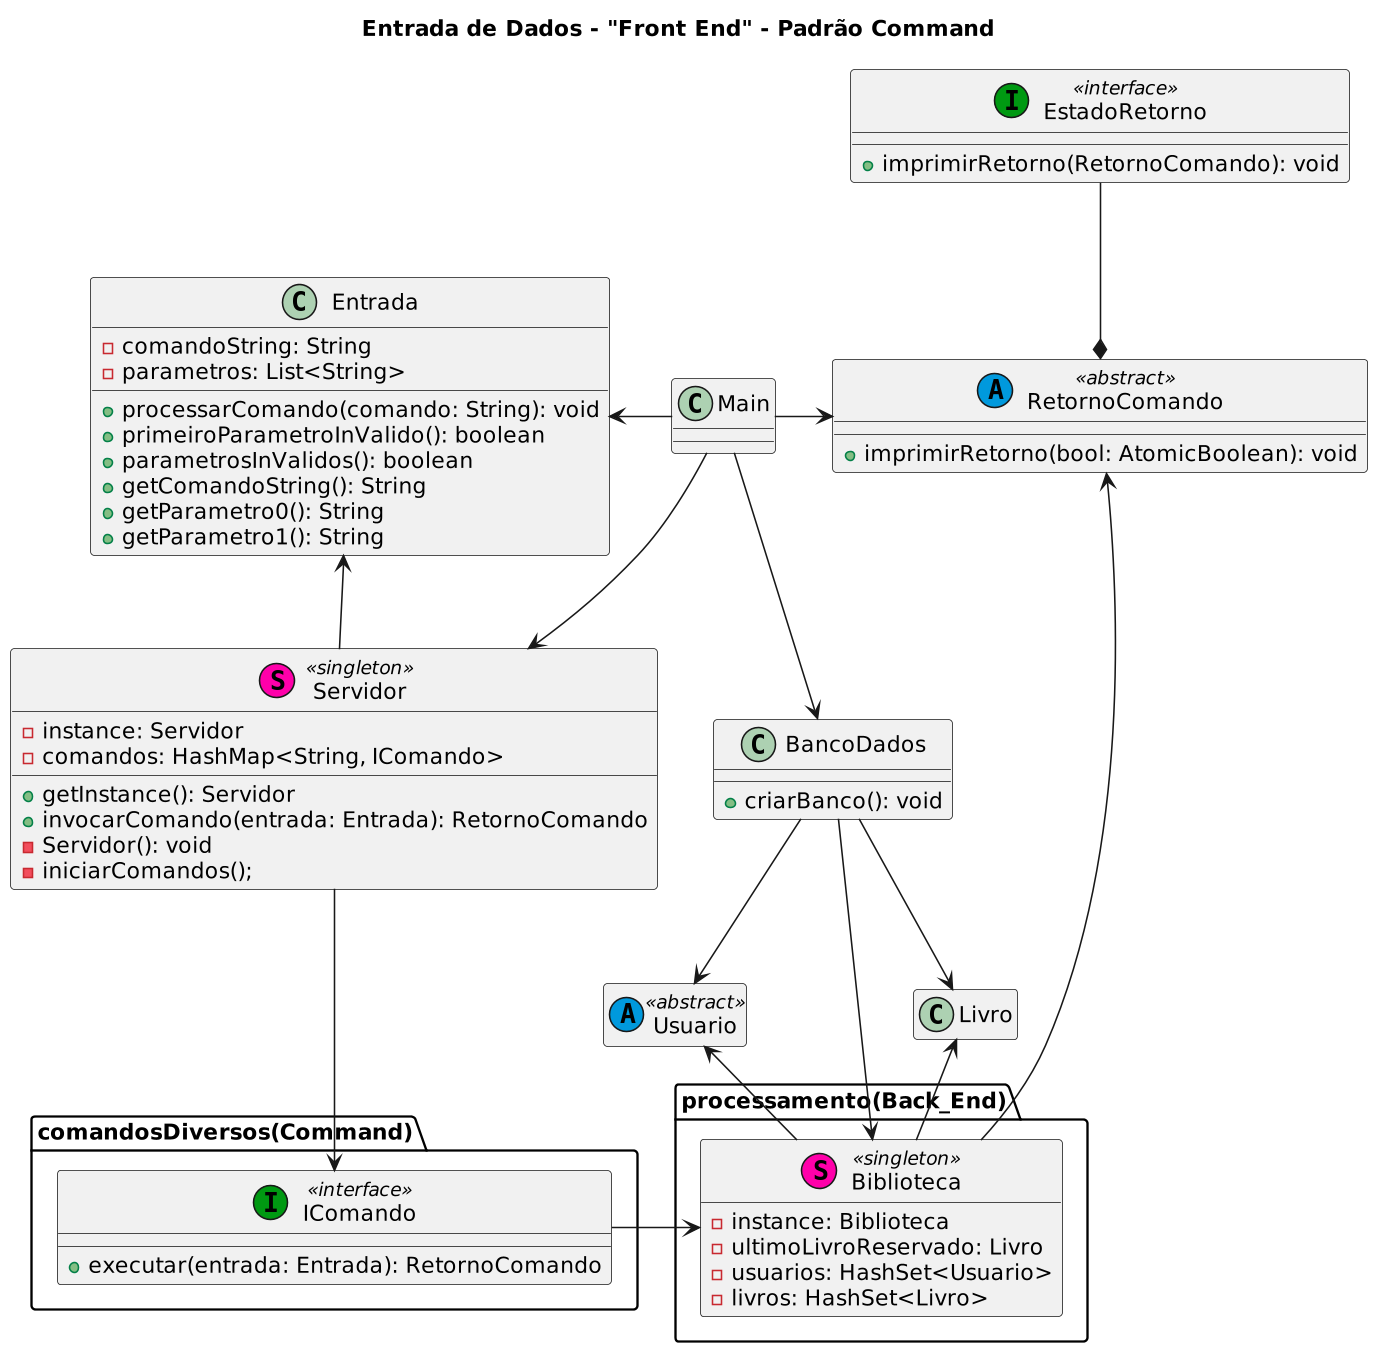 Entrada de Dados - "Front End" - Padrão Command
I
«interface»
EstadoRetorno
imprimirRetorno(RetornoComando): void
C
Entrada
comandoString: String
parametros: List<String>
processarComando(comando: String): void
primeiroParametroInValido(): boolean
parametrosInValidos(): boolean
getComandoString(): String
getParametro0(): String
getParametro1(): String
C
Main
A
«abstract»
RetornoComando
imprimirRetorno(bool: AtomicBoolean): void
S
«singleton»
Servidor
instance: Servidor
comandos: HashMap<String, IComando>
getInstance(): Servidor
invocarComando(entrada: Entrada): RetornoComando
Servidor(): void
iniciarComandos();
C
BancoDados
criarBanco(): void
A
«abstract»
Usuario
C
Livro
comandosDiversos(Command)
I
«interface»
IComando
executar(entrada: Entrada): RetornoComando
processamento(Back_End)
S
«singleton»
Biblioteca
instance: Biblioteca
ultimoLivroReservado: Livro
usuarios: HashSet<Usuario>
livros: HashSet<Livro>